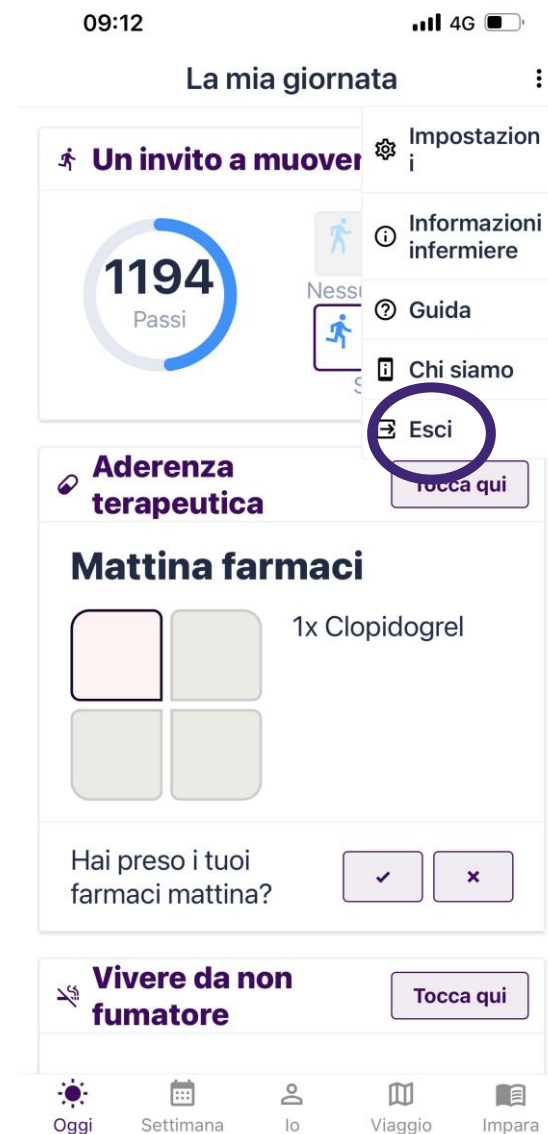 09:12
4G
La mia giornata
Un invito a muover
Impostazion
i
Informazioni
infermiere
1194
Passi
Nessu
Guida
Chi siamo
S
Esci
Aderenza
terapeutica
Tocca qui
Mattina farmaci
1x Clopidogrel
Hai preso i tuoi
farmaci mattina?
Vivere da non
fumatore
Tocca qui
Oggi
Settimana
Io
Viaggio
Impara